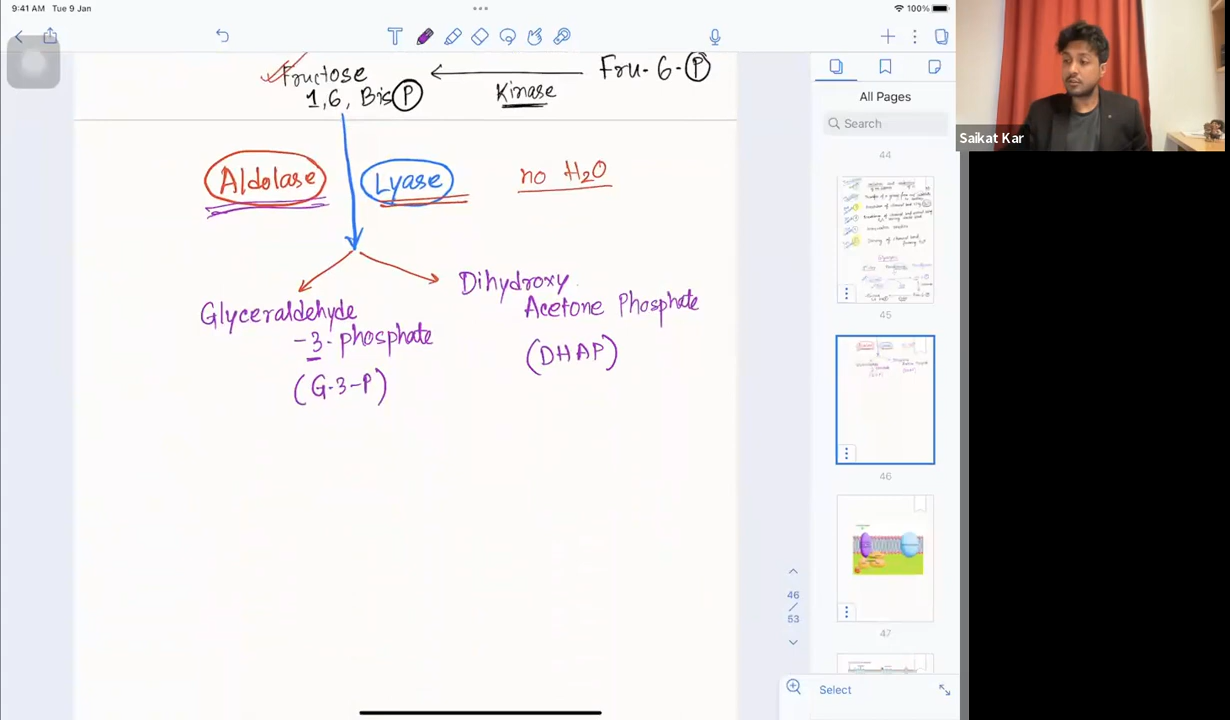 9:41 AM Tue 9 Jan
100%
Fructose
1,6, Bis P
Kinase
Fru-6-P
Aldolase
Lyase
no H2O
Glyceraldehyde
-3-phosphate
(G-3-P)
Dihydroxy
Acetone Phosphate
(DHAP)
All Pages
Search
44
45
46
47
46
/
53
Select
Saikat Kar